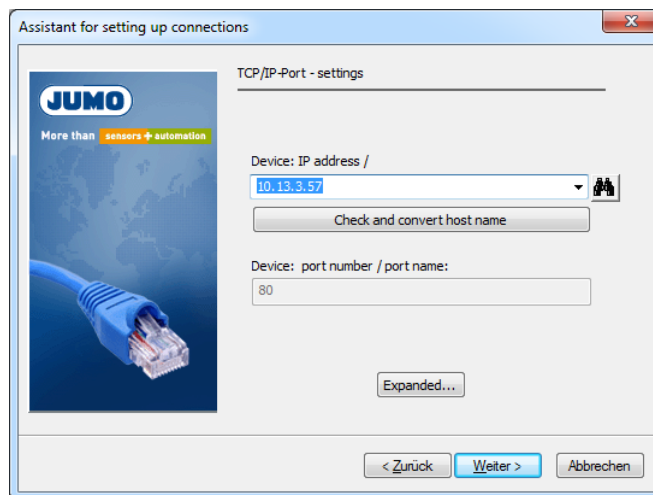 Assistant for setting up connections
x
JUMO
More than sensors + automation
TCP/IP-Port - settings
Device: IP address /
10.13.3.57
Check and convert host name
Device: port number / port name:
80
Expanded...
< Zurück
Weiter >
Abbrechen